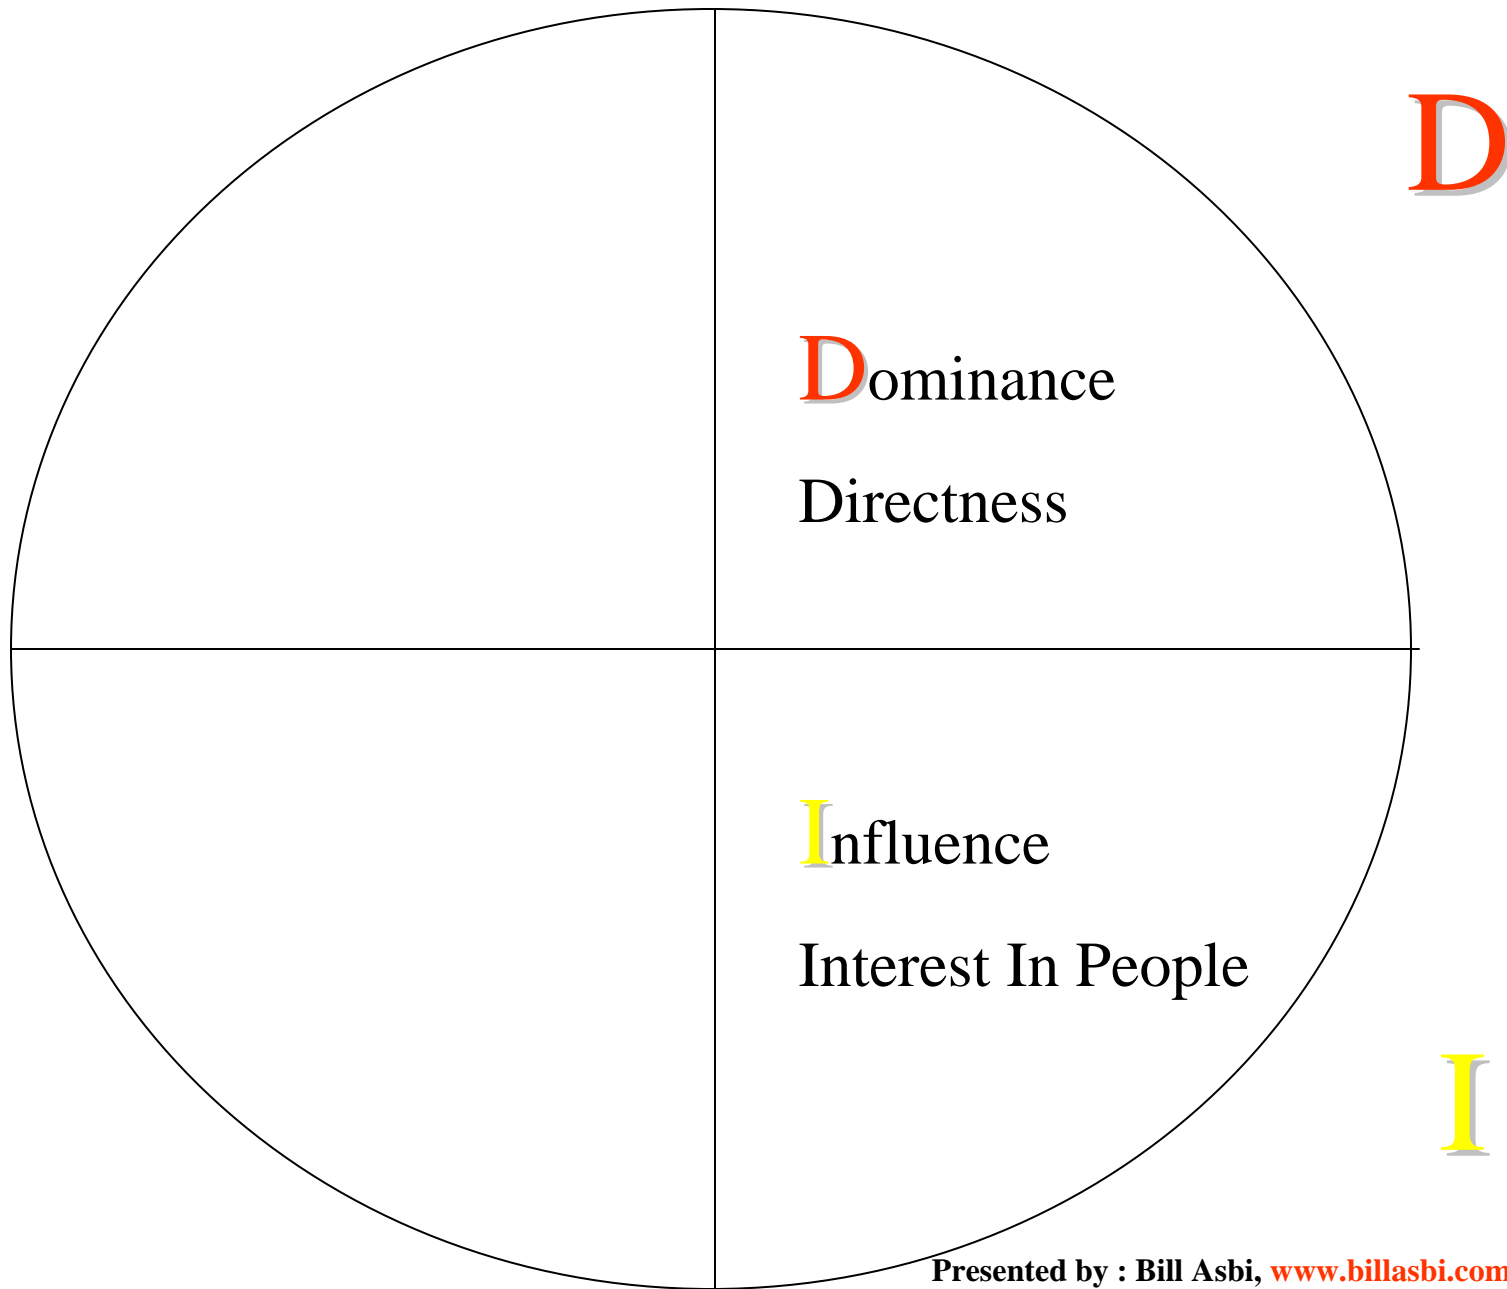 D
Dominance
Directness
Influence
Interest In People
I
Presented by : Bill Asbi, www.billasbi.com